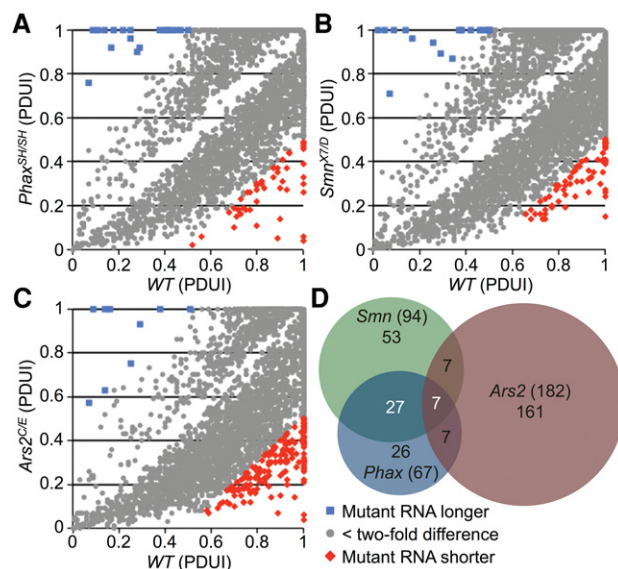 A
Phax^SH/SH (PDUI)
1
0.8
0.6
0.4
0.2
0
0 0.2 0.4 0.6 0.8 1
WT (PDUI)
B
Smn^X7/D (PDUI)
1
0.8
0.6
0.4
0.2
0
0 0.2 0.4 0.6 0.8 1
WT (PDUI)
C
Ars2^C/E (PDUI)
1
0.8
0.6
0.4
0.2
0
0 0.2 0.4 0.6 0.8 1
WT (PDUI)
D
Smn (94)
53
7
Ars2 (182)
161
27
7
7
26
Phax (67)
Mutant RNA longer
< two-fold difference
Mutant RNA shorter